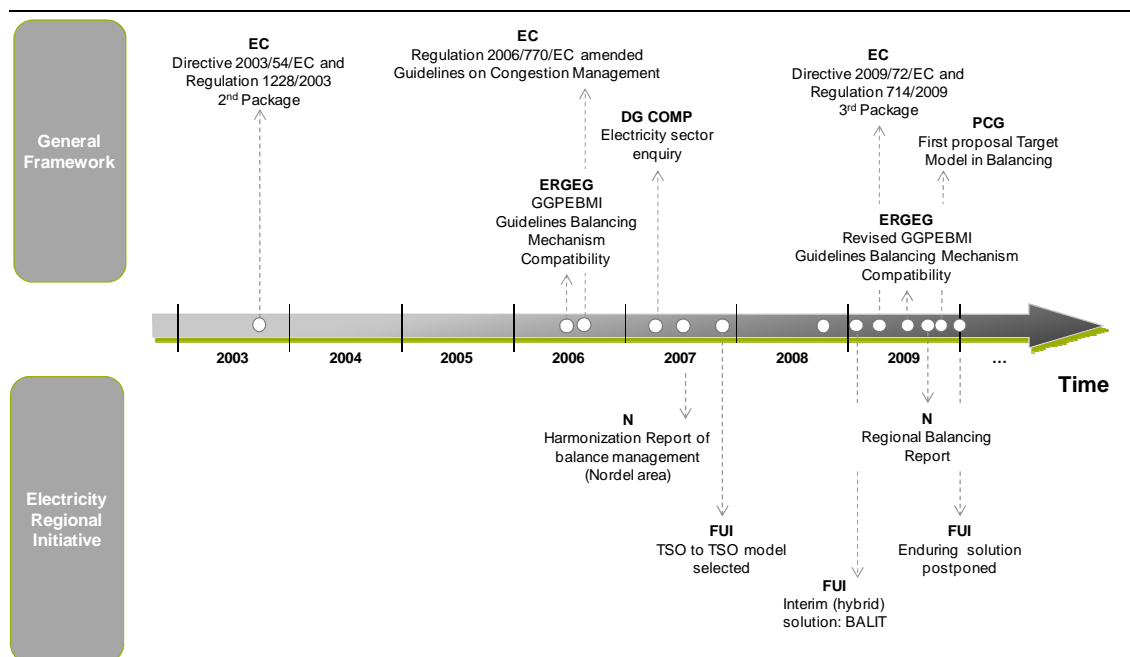 General
Framework
EC
Directive 2003/54/EC and
Regulation 1228/2003
2nd Package
EC
Regulation 2006/770/EC amended
Guidelines on Congestion Management
DG COMP
Electricity sector
enquiry
ERGEG
GGPEBMI
Guidelines Balancing
Mechanism
Compatibility
EC
Directive 2009/72/EC and
Regulation 714/2009
3rd Package
PCG
First proposal Target
Model in Balancing
ERGEG
Revised GGPEBMI
Guidelines Balancing Mechanism
Compatibility
2003 2004 2005 2006 2007 2008 2009 ...
Time
Electricity
Regional
Initiative
N
Harmonization Report of
balance management
(Nordel area)
FUI
TSO to TSO model
selected
FUI
Interim (hybrid)
solution: BALIT
N
Regional Balancing
Report
FUI
Enduring solution
postponed